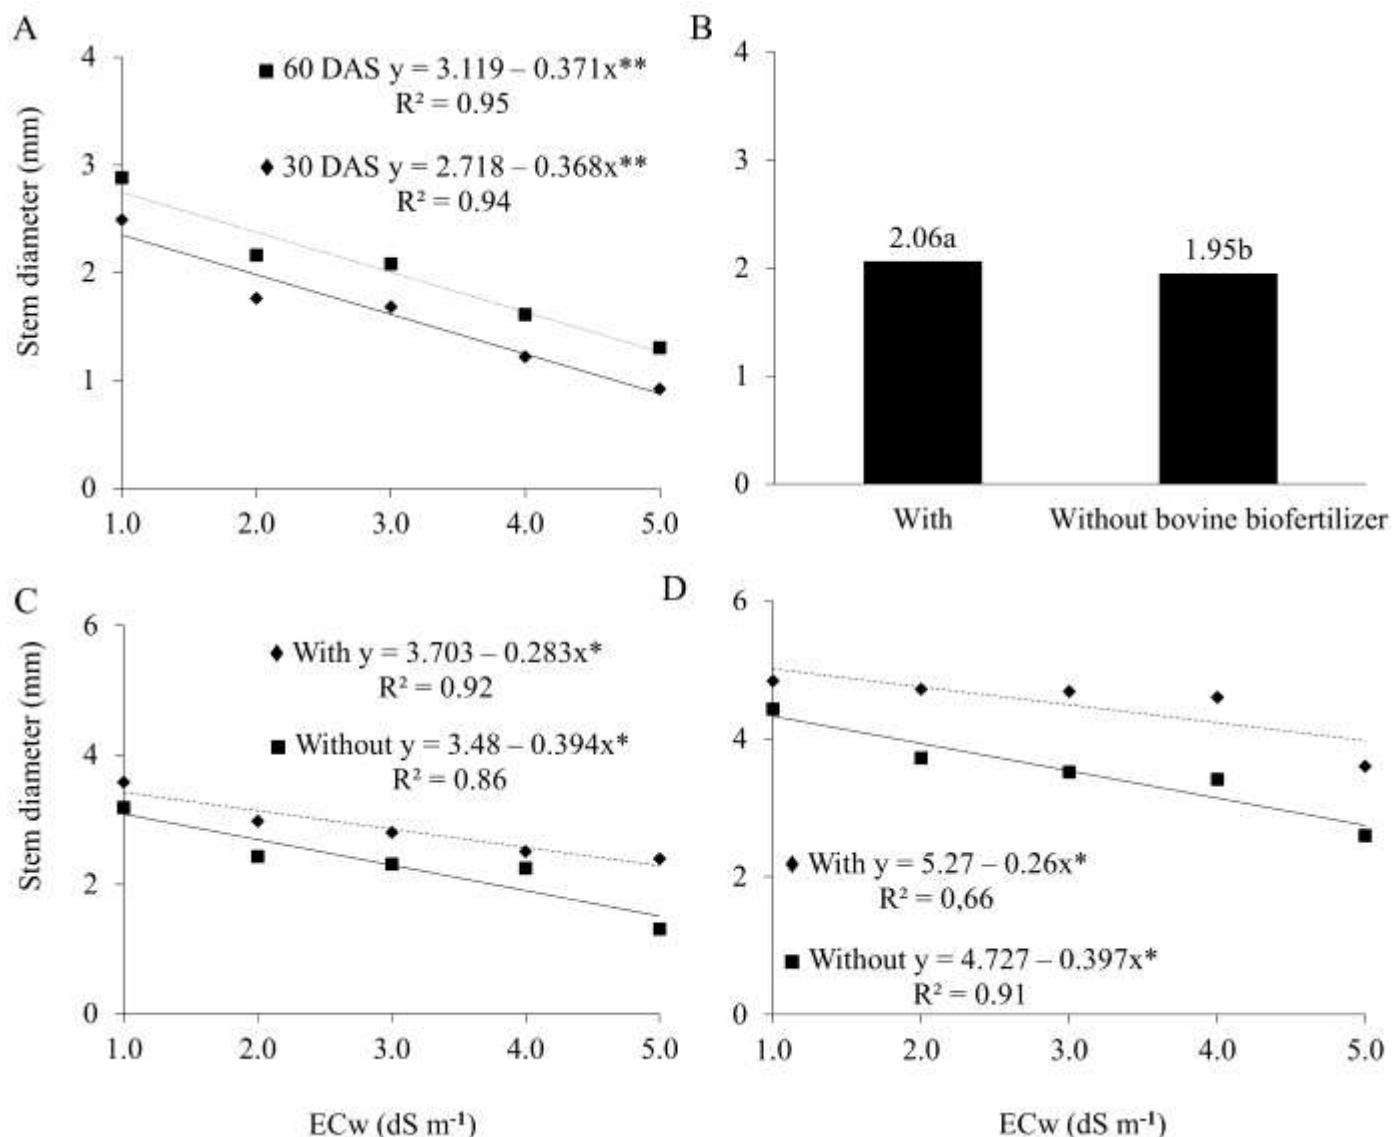 A
Stem diameter (mm)
4
3
2
1
0
■ 60 DAS y = 3.119 – 0.371x**
R² = 0.95
◆ 30 DAS y = 2.718 – 0.368x**
R² = 0.94
1.0 2.0 3.0 4.0 5.0
B
4
3
2
1
0
2.06a
1.95b
With Without bovine biofertilizer
C
Stem diameter (mm)
6
4
2
0
◆ With y = 3.703 – 0.283x*
R² = 0.92
■ Without y = 3.48 – 0.394x*
R² = 0.86
1.0 2.0 3.0 4.0 5.0
ECw (dS m⁻¹)
D
6
4
2
0
◆ With y = 5.27 – 0.26x*
R² = 0,66
■ Without y = 4.727 – 0.397x*
R² = 0.91
1.0 2.0 3.0 4.0 5.0
ECw (dS m⁻¹)